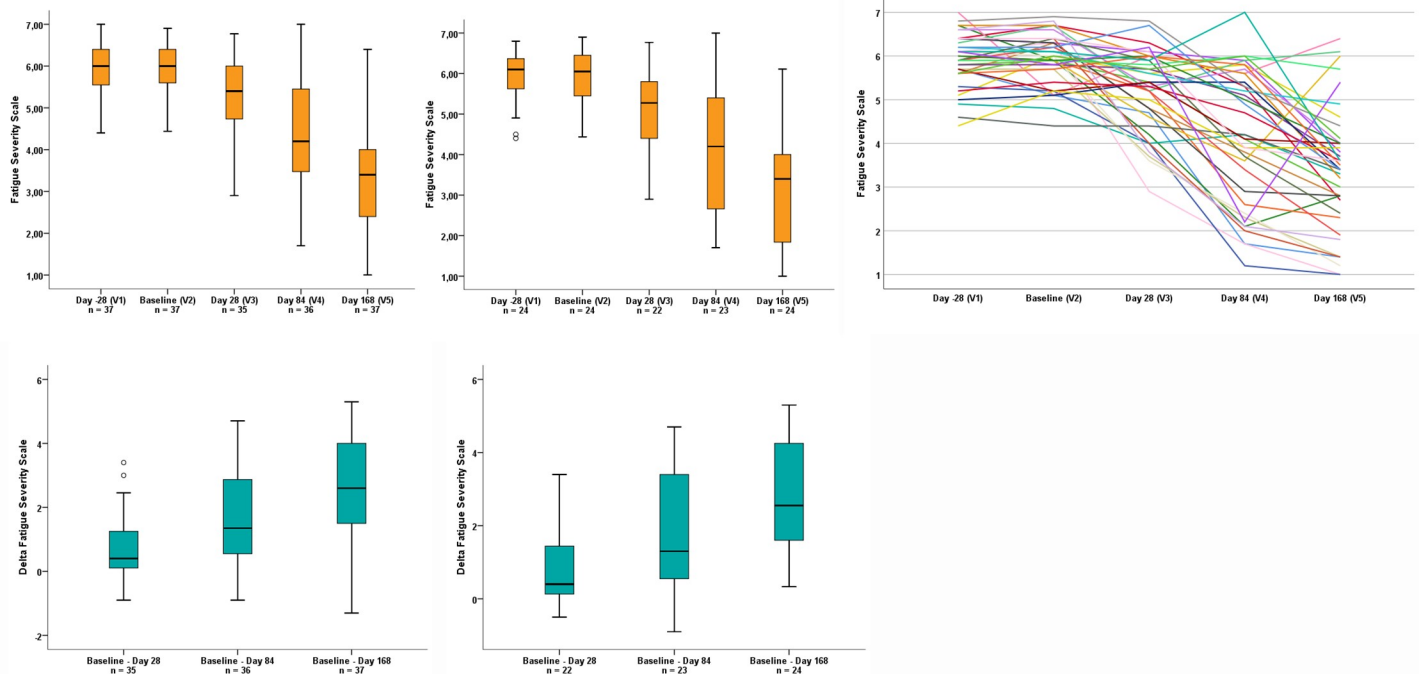 Fatigue Severity Scale
7,00
6,00
5,00
4,00
3,00
2,00
1,00
Day -28 (V1)
n = 37
Baseline (V2)
n = 37
Day 28 (V3)
n = 35
Day 84 (V4)
n = 36
Day 168 (V5)
n = 37
Fatigue Severity Scale
7,00
6,00
5,00
4,00
3,00
2,00
1,00
Day -28 (V1)
n = 24
Baseline (V2)
n = 24
Day 28 (V3)
n = 22
Day 84 (V4)
n = 23
Day 168 (V5)
n = 24
7
6
5
4
3
2
1
Day -28 (V1)
Baseline (V2)
Day 28 (V3)
Day 84 (V4)
Day 168 (V5)
Delta Fatigue Severity Scale
6
4
2
0
-2
Baseline - Day 28
n = 35
Baseline - Day 84
n = 36
Baseline - Day 168
n = 37
Delta Fatigue Severity Scale
6
4
2
0
Baseline - Day 28
n = 22
Baseline - Day 84
n = 23
Baseline - Day 168
n = 24